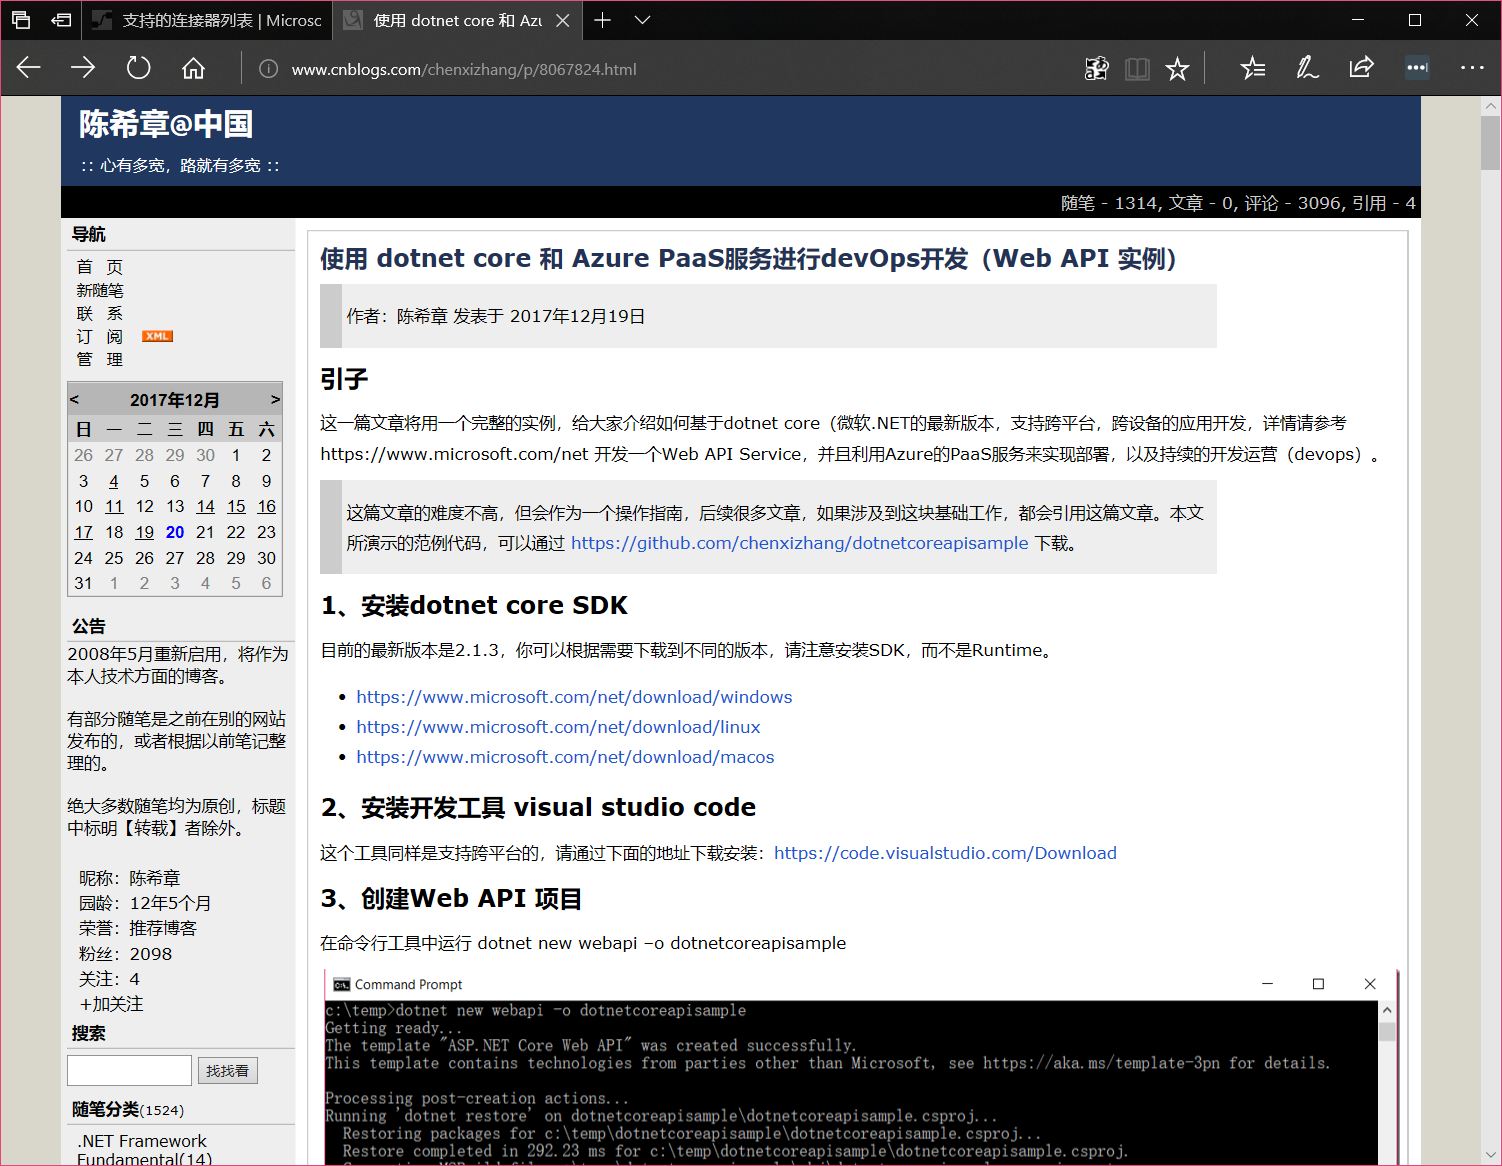 支持的连接器列表 | Microsc
使用 dotnet core 和 Azu
www.cnblogs.com/chenxizhang/p/8067824.html
陈希章@中国
:: 心有多宽，路就有多宽 ::
随笔 - 1314, 文章 - 0, 评论 - 3096, 引用 - 4
导航
首 页
新随笔
联 系
订 阅 XML
管 理
< 2017年12月 >
日 一 二 三 四 五 六
26 27 28 29 30 1 2
3 4 5 6 7 8 9
10 11 12 13 14 15 16
17 18 19 20 21 22 23
24 25 26 27 28 29 30
31 1 2 3 4 5 6
公告
2008年5月重新启用，将作为
本人技术方面的博客。
有部分随笔是之前在别的网站
发布的，或者根据以前笔记整
理的。
绝大多数随笔均为原创，标题
中标明【转载】者除外。
昵称：陈希章
园龄：12年5个月
荣誉：推荐博客
粉丝：2098
关注：4
+加关注
搜索
找找看
随笔分类(1524)
.NET Framework
Fundamental(14)
使用 dotnet core 和 Azure PaaS服务进行devOps开发（Web API 实例）
作者：陈希章 发表于 2017年12月19日
引子
这一篇文章将用一个完整的实例，给大家介绍如何基于dotnet core（微软.NET的最新版本，支持跨平台，跨设备的应用开发，详情请参考
https://www.microsoft.com/net 开发一个Web API Service，并且利用Azure的PaaS服务来实现部署，以及持续的开发运营（devops）。
这篇文章的难度不高，但会作为一个操作指南，后续很多文章，如果涉及到这块基础工作，都会引用这篇文章。本文
所演示的范例代码，可以通过 https://github.com/chenxizhang/dotnetcoreapisample 下载。
1、安装dotnet core SDK
目前的最新版本是2.1.3，你可以根据需要下载到不同的版本，请注意安装SDK，而不是Runtime。
• https://www.microsoft.com/net/download/windows
• https://www.microsoft.com/net/download/linux
• https://www.microsoft.com/net/download/macos
2、安装开发工具 visual studio code
这个工具同样是支持跨平台的，请通过下面的地址下载安装：https://code.visualstudio.com/Download
3、创建Web API 项目
在命令行工具中运行 dotnet new webapi –o dotnetcoreapisample
Command Prompt
c:\temp>dotnet new webapi -o dotnetcoreapisample
Getting ready...
The template "ASP.NET Core Web API" was created successfully.
This template contains technologies from parties other than Microsoft, see https://aka.ms/template-3pn for details.
Processing post-creation actions...
Running 'dotnet restore' on dotnetcoreapisample\dotnetcoreapisample.csproj...
Restoring packages for c:\temp\dotnetcoreapisample\dotnetcoreapisample.csproj...
Restore completed in 292.23 ms for c:\temp\dotnetcoreapisample\dotnetcoreapisample.csproj.